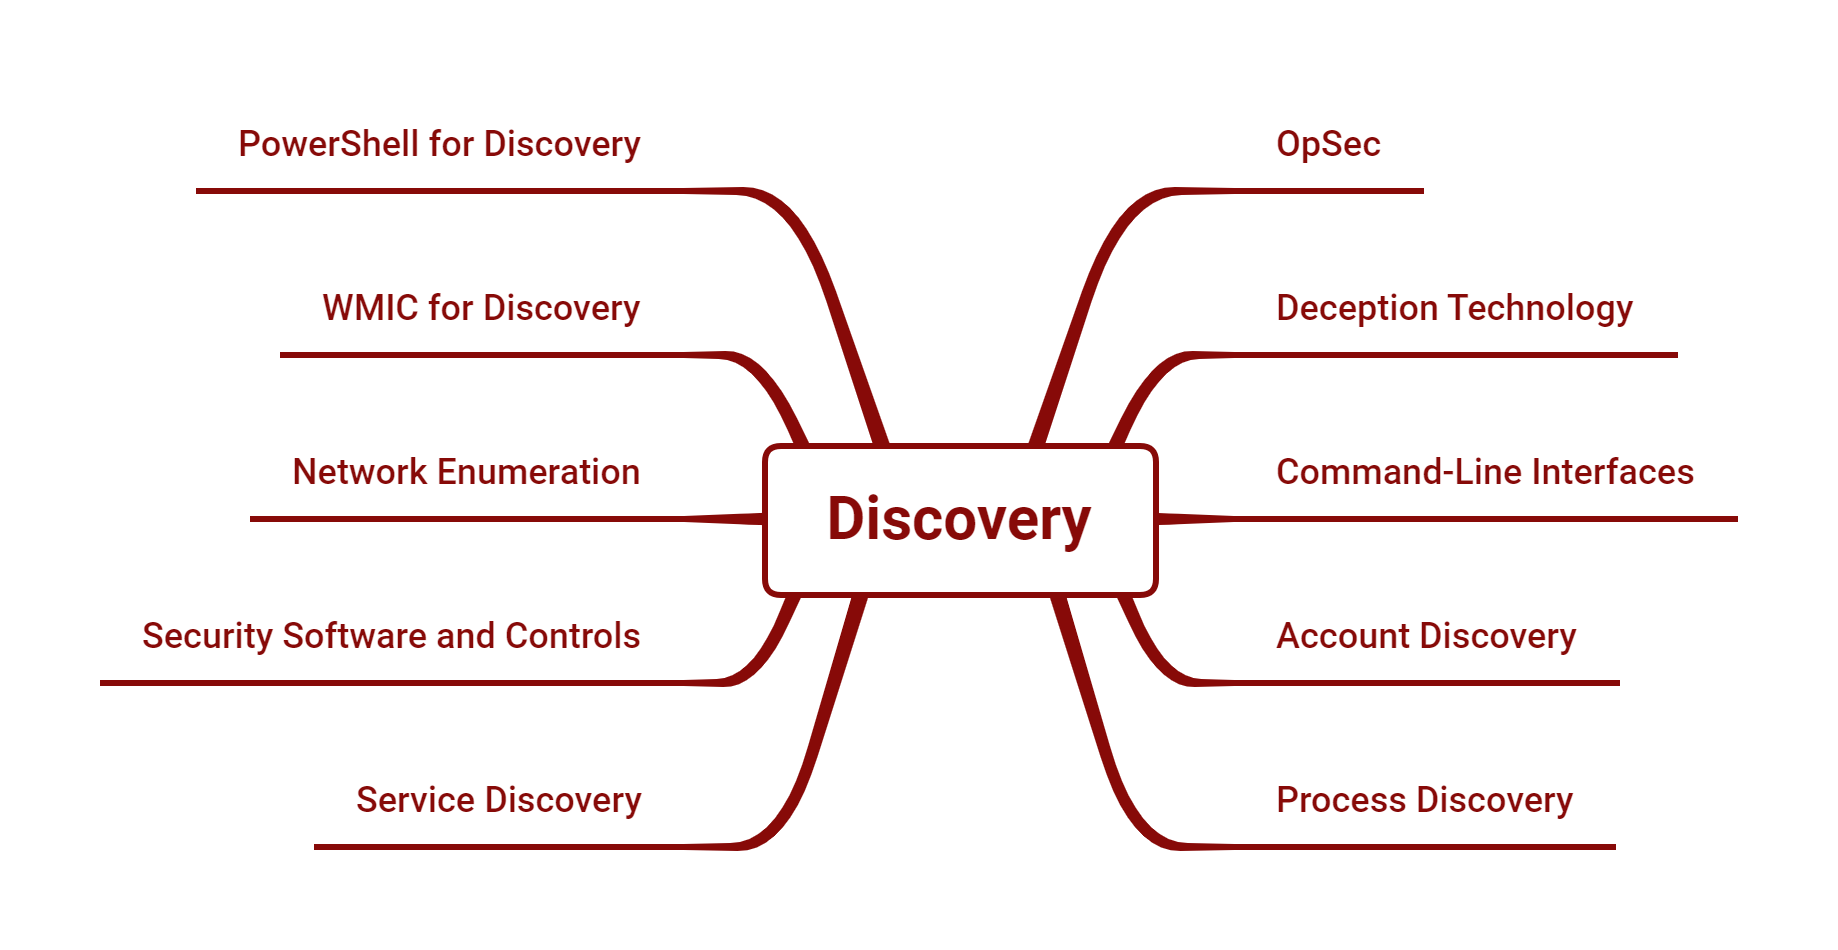 PowerShell for Discovery
OpSec
WMIC for Discovery
Deception Technology
Network Enumeration
Command-Line Interfaces
Discovery
Security Software and Controls
Account Discovery
Service Discovery
Process Discovery